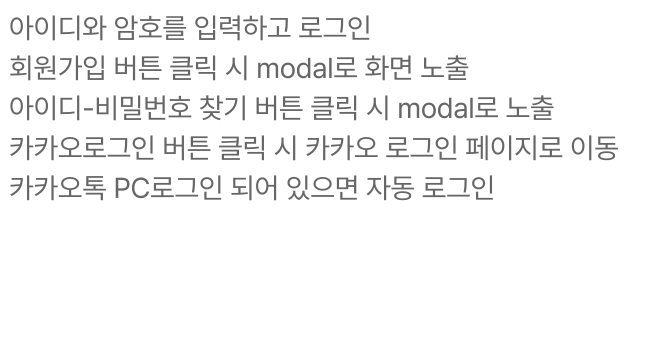 아이디와 암호를 입력하고 로그인
회원가입 버튼 클릭 시 modal로 화면 노출
아이디-비밀번호 찾기 버튼 클릭 시 modal로 노출
카카오로그인 버튼 클릭 시 카카오 로그인 페이지로 이동
카카오톡 PC로그인 되어 있으면 자동 로그인